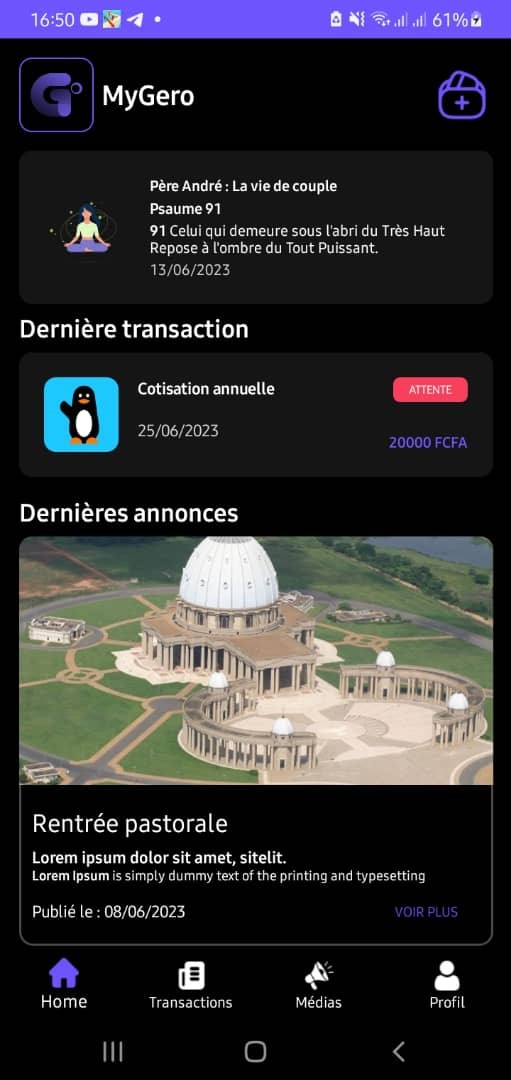 16:50
61%
MyGero
Père André : La vie de couple
Psaume 91
91 Celui qui demeure sous l'abri du Très Haut
Repose à l'ombre du Tout Puissant.
13/06/2023
Dernière transaction
Cotisation annuelle
ATTENTE
25/06/2023
20000 FCFA
Dernières annonces
Rentrée pastorale
Lorem ipsum dolor sit amet, sitelit.
Lorem Ipsum is simply dummy text of the printing and typesetting
Publié le : 08/06/2023
VOIR PLUS
Home
Transactions
Médias
Profil